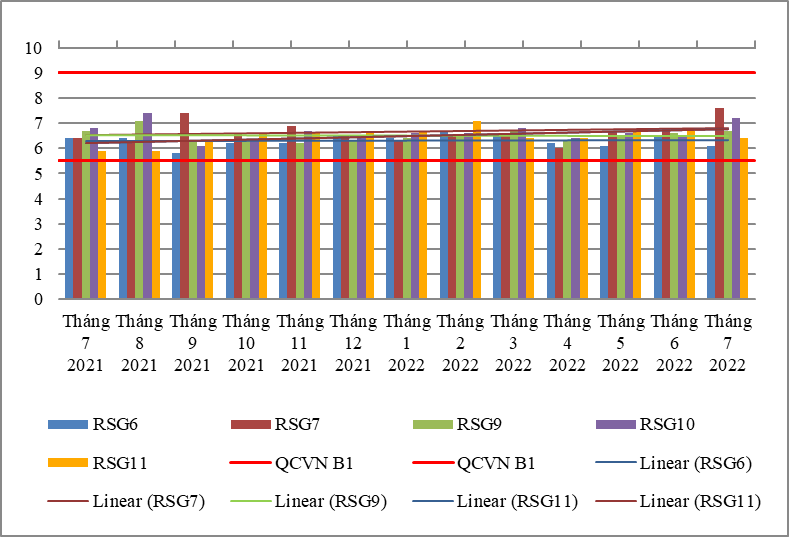 10
9
8
7
6
5
4
3
2
1
0
Tháng Tháng Tháng Tháng Tháng Tháng Tháng Tháng Tháng Tháng Tháng Tháng Tháng
7 8 9 10 11 12 1 2 3 4 5 6 7
2021 2021 2021 2021 2021 2021 2022 2022 2022 2022 2022 2022 2022
RSG6 RSG7 RSG9 RSG10
RSG11 QCVN B1 QCVN B1 Linear (RSG6)
Linear (RSG7) Linear (RSG9) Linear (RSG11) Linear (RSG11)